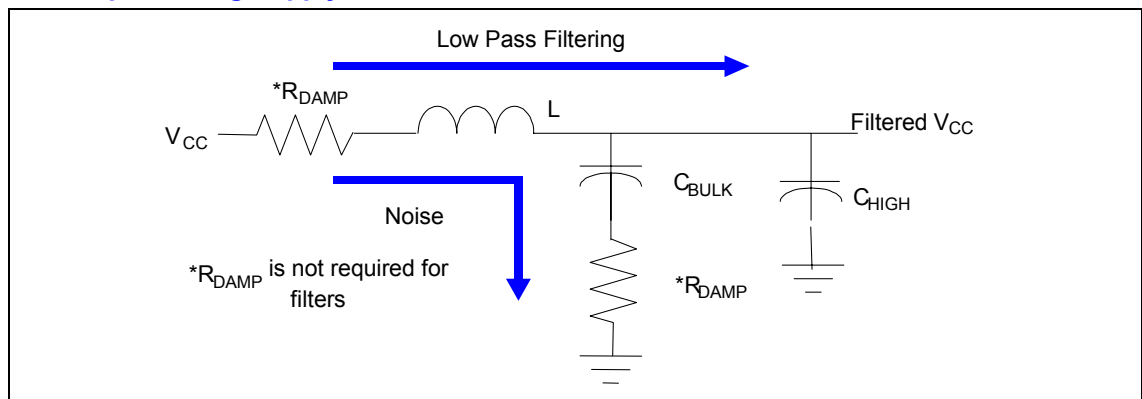 Low Pass Filtering
*RDAMP
L
VCC
Filtered VCC
CBULK
CHIGH
Noise
*RDAMP is not required for
filters
*RDAMP